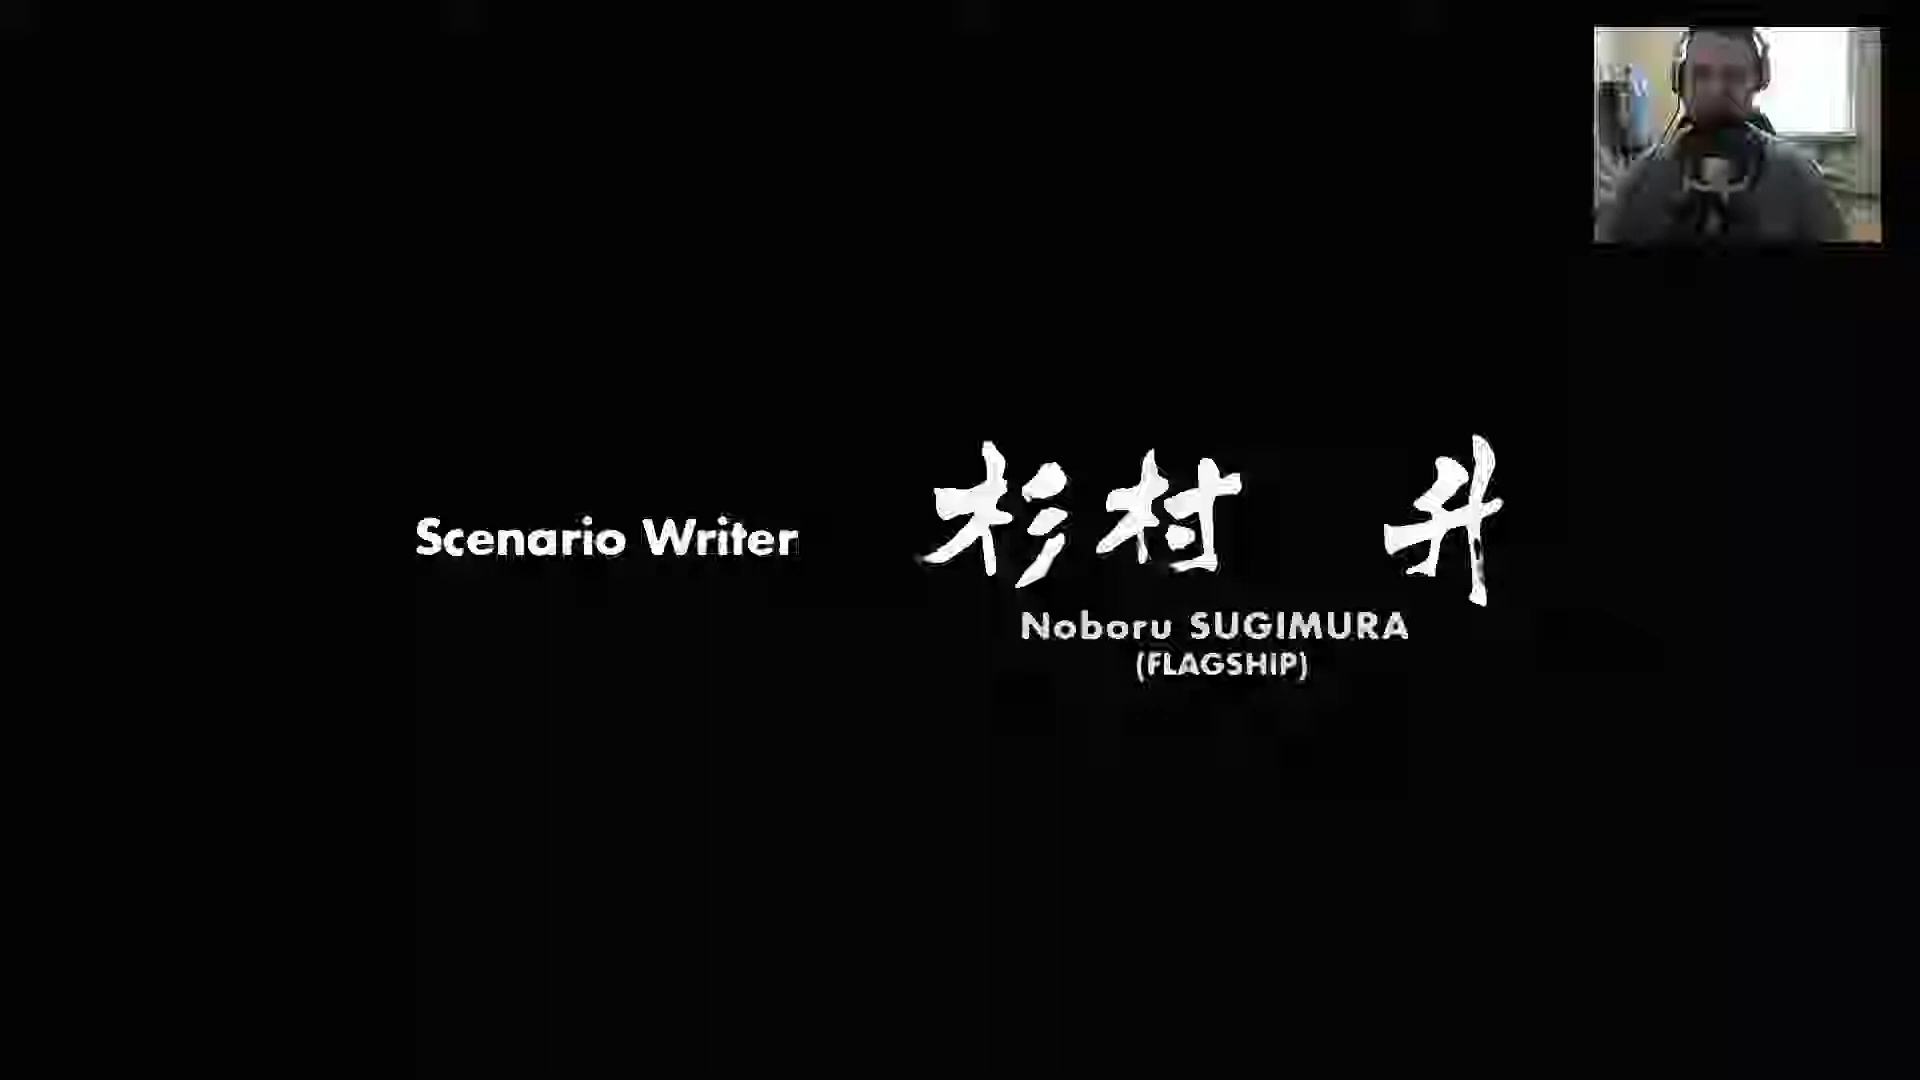 Scenario Writer
杉村 升
Noboru SUGIMURA
(FLAGSHIP)